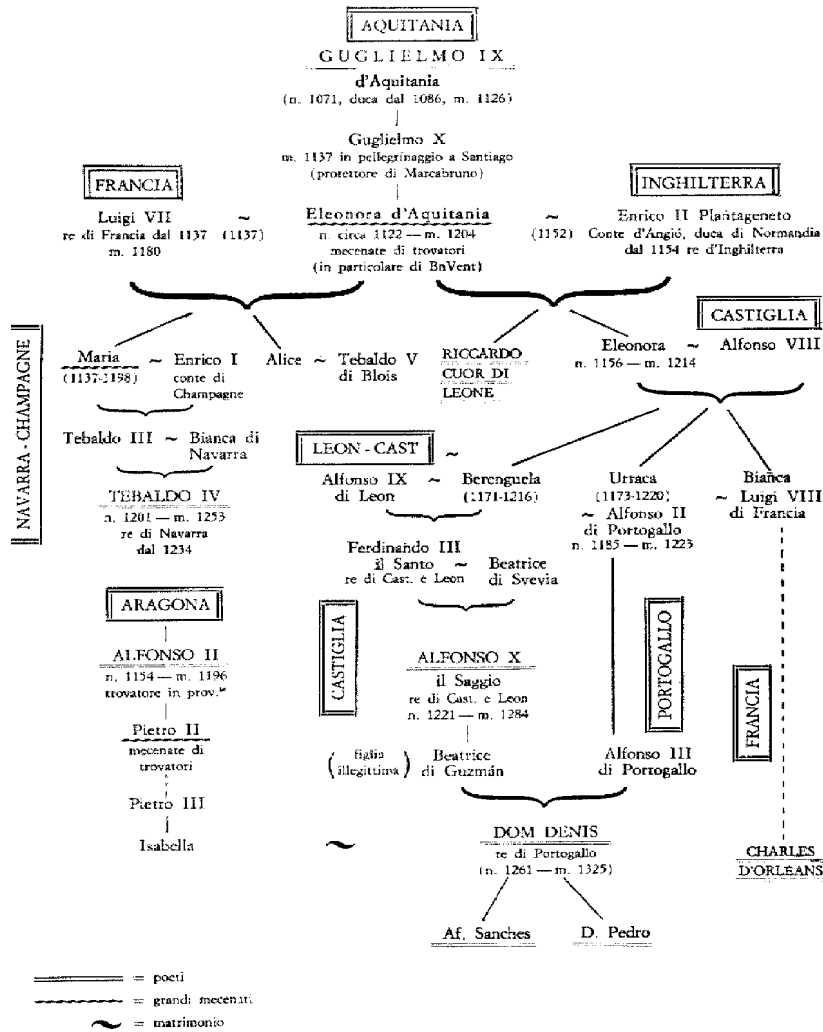 AQUITANIA
GUGLIELMO IX
d'Aquitania
(n. 1071, duca dal 1086, m. 1126)
Guglielmo X
m. 1137 in pellegrinaggio a Santiago
(protettore di Marcabruno)
FRANCIA
INGHILTERRA
Luigi VII
re di Francia dal 1137
m. 1180
~
(1137)
Eleonora d'Aquitania
n. circa 1122 — m. 1204
mecenate di trovatori
(in particolare di BnVent)
~
(1152)
Enrico II Plantageneto
Conte d'Angiò, duca di Normandia
dal 1154 re d'Inghilterra
NAVARRA - CHAMPAGNE
CASTIGLIA
Maria
(1137-1198)
~
Enrico I
conte di
Champagne
Alice ~ Tebaldo V
di Blois
RICCARDO
CUOR DI
LEONE
Eleonora
n. 1156 — m. 1214
~ Alfonso VIII
Tebaldo III ~ Bianca di
Navarra
TEBALDO IV
n. 1201 — m. 1253
re di Navarra
dal 1234
LEON - CAST
~
Alfonso IX
di Leon
~
Berenguela
(1171-1216)
Urraca
(1173-1220)
~ Alfonso II
di Portogallo
n. 1185 — m. 1223
Bianca
~ Luigi VIII
di Francia
Ferdinando III
il Santo
re di Cast. e Leon
~
Beatrice
di Svevia
ARAGONA
ALFONSO II
n. 1154 — m. 1196
trovatore in prov.le
Pietro II
mecenate di
trovatori
Pietro III
Isabella
~
CASTIGLIA
ALFONSO X
il Saggio
re di Cast. e Leon
n. 1221 — m. 1284
PORTOGALLO
FRANCIA
(figlia
illegittima)
Beatrice
di Guzmán
Alfonso III
di Portogallo
DOM DENIS
re di Portogallo
(n. 1261 — m. 1325)
CHARLES
D'ORLEANS
Af. Sanches
D. Pedro
= poeti
= grandi mecenati
~ = matrimonio